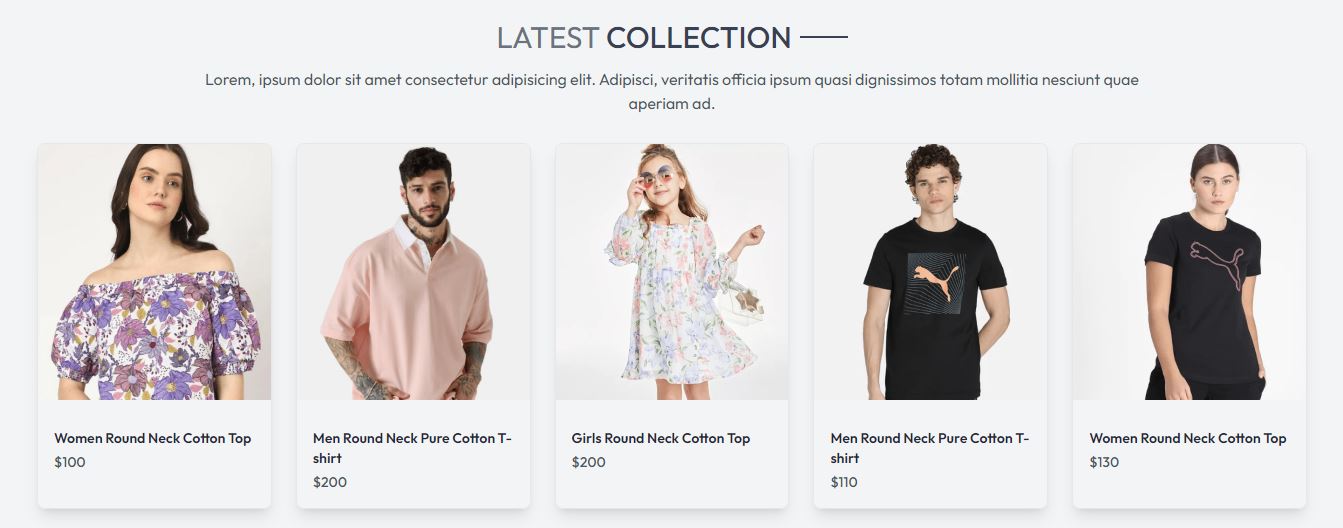 LATEST COLLECTION
Lorem, ipsum dolor sit amet consectetur adipisicing elit. Adipisci, veritatis officia ipsum quasi dignissimos totam mollitia nesciunt quae
aperiam ad.
Women Round Neck Cotton Top
$100
Men Round Neck Pure Cotton T-
shirt
$200
Girls Round Neck Cotton Top
$200
Men Round Neck Pure Cotton T-
shirt
$110
Women Round Neck Cotton Top
$130